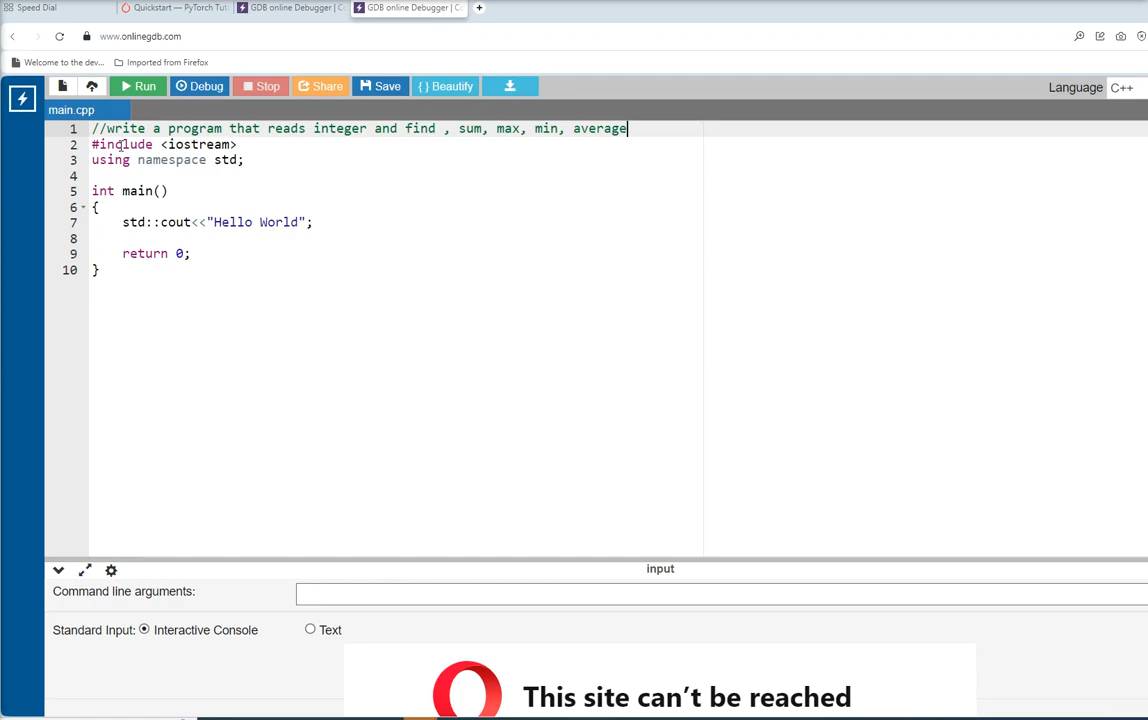 Speed Dial
Quickstart — PyTorch Tut
GDB online Debugger | C
GDB online Debugger | C
www.onlinegdb.com
Welcome to the dev...
Imported from Firefox
Run
Debug
Stop
Share
Save
{ } Beautify
Language
C++
main.cpp
1 //write a program that reads integer and find , sum, max, min, average
2 #include <iostream>
3 using namespace std;
4
5 int main()
6 {
7 std::cout<<"Hello World";
8
9 return 0;
10 }
input
Command line arguments:
Standard Input:
Interactive Console
Text
This site can’t be reached